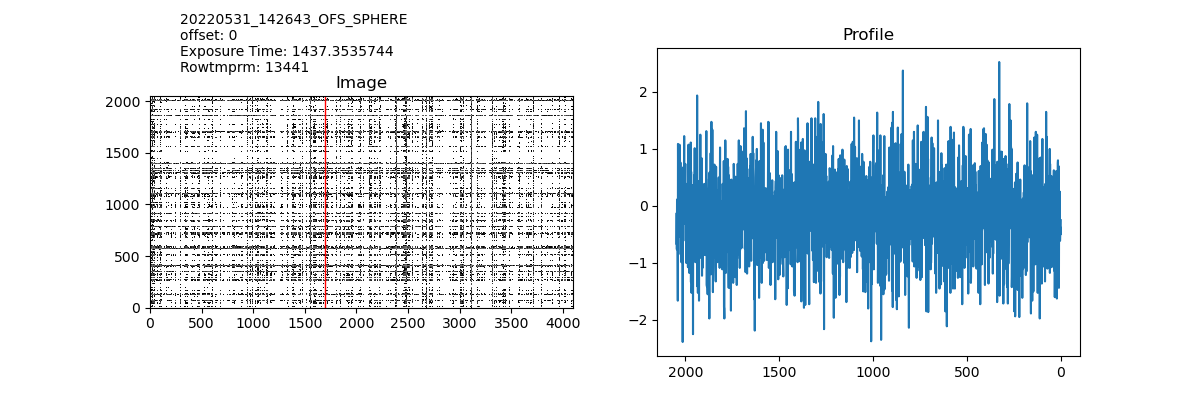 20220531_142643_OFS_SPHERE
offset: 0
Exposure Time: 1437.3535744
Rowtmprm: 13441
Image
2000
1500
1000
500
0
0 500 1000 1500 2000 2500 3000 3500 4000
Profile
2
1
0
−1
−2
2000 1500 1000 500 0